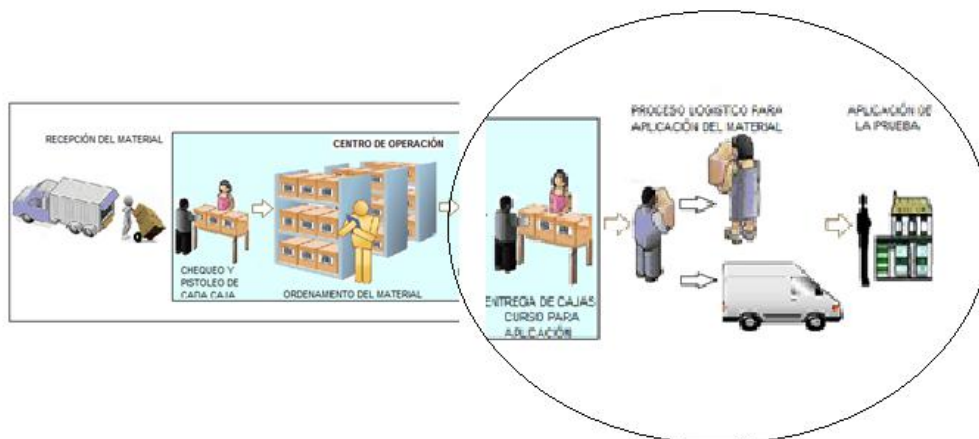 RECEPCIÓN DEL MATERIAL
CENTRO DE OPERACIÓN
CHEQUEO Y
PISTOLEO DE
CADA CAJA
ORDENAMIENTO DEL MATERIAL
ENTREGA DE CAJAS
CURSO PARA
APLICACIÓN
PROCESO LOGISTICO PARA
APLICACIÓN DEL MATERIAL
APLICACIÓN DE
LA PRUEBA